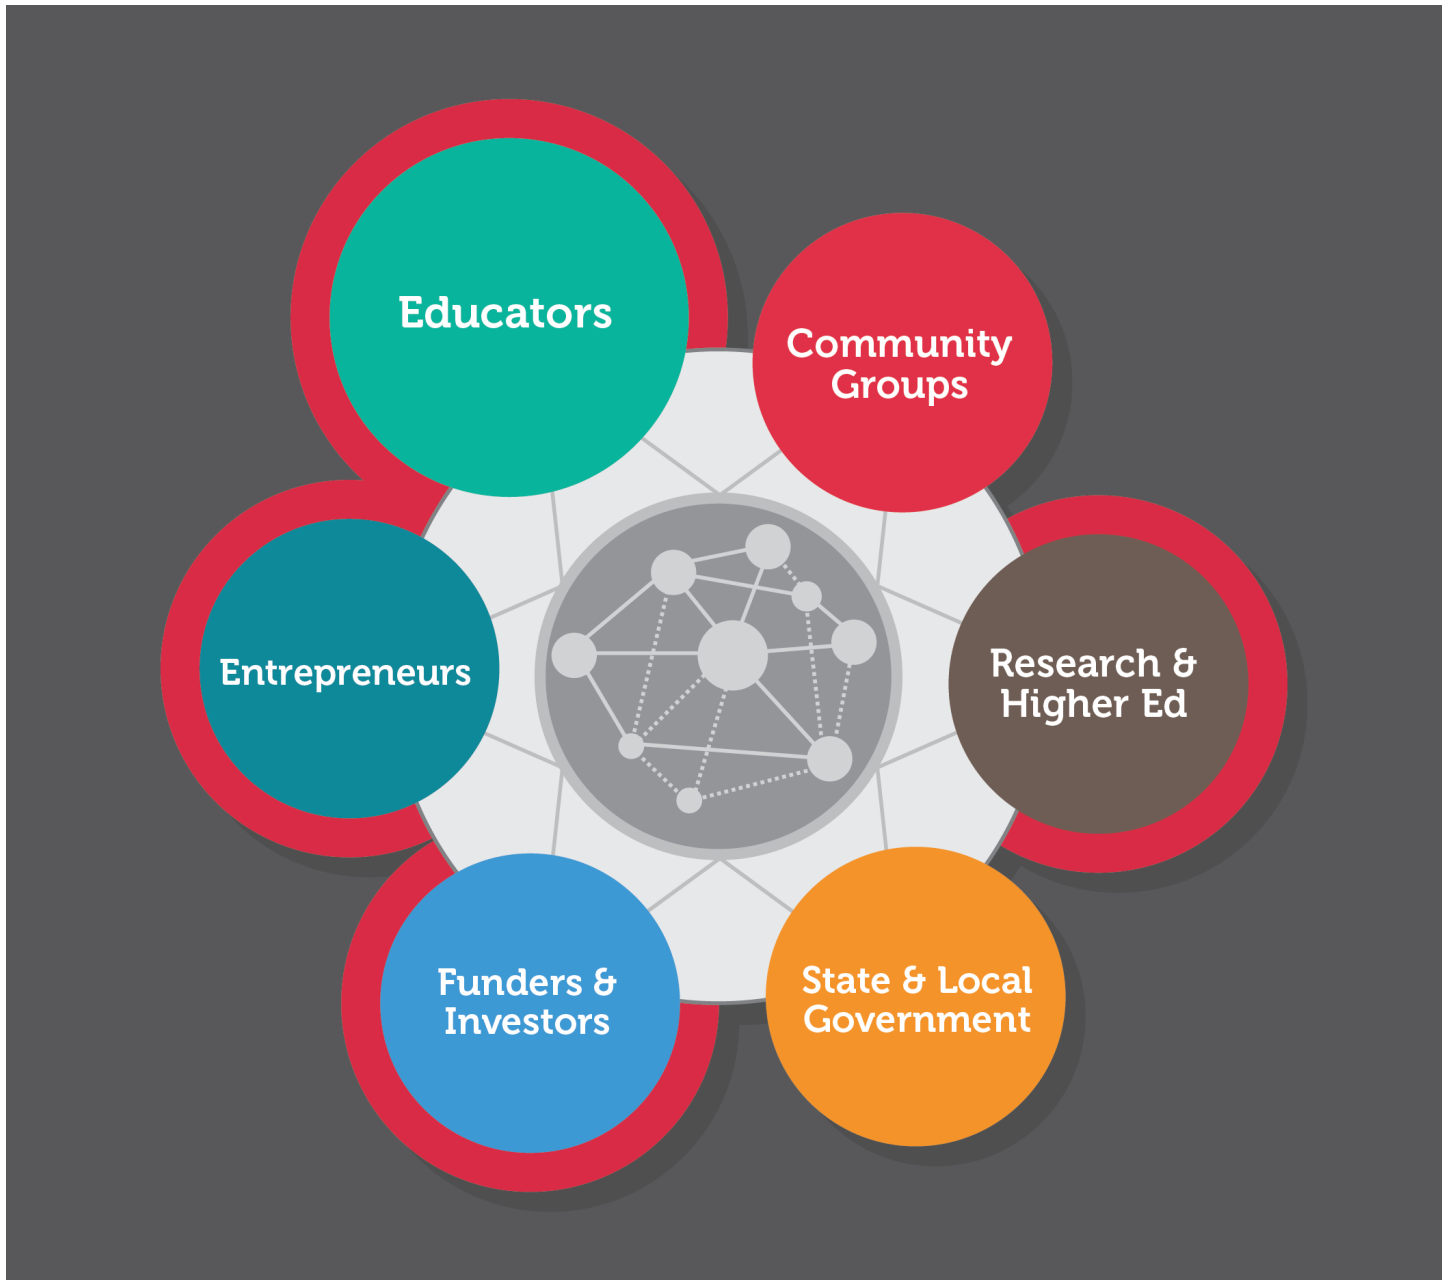 Educators
Community
Groups
Entrepreneurs
Research &
Higher Ed
Funders &
Investors
State & Local
Government